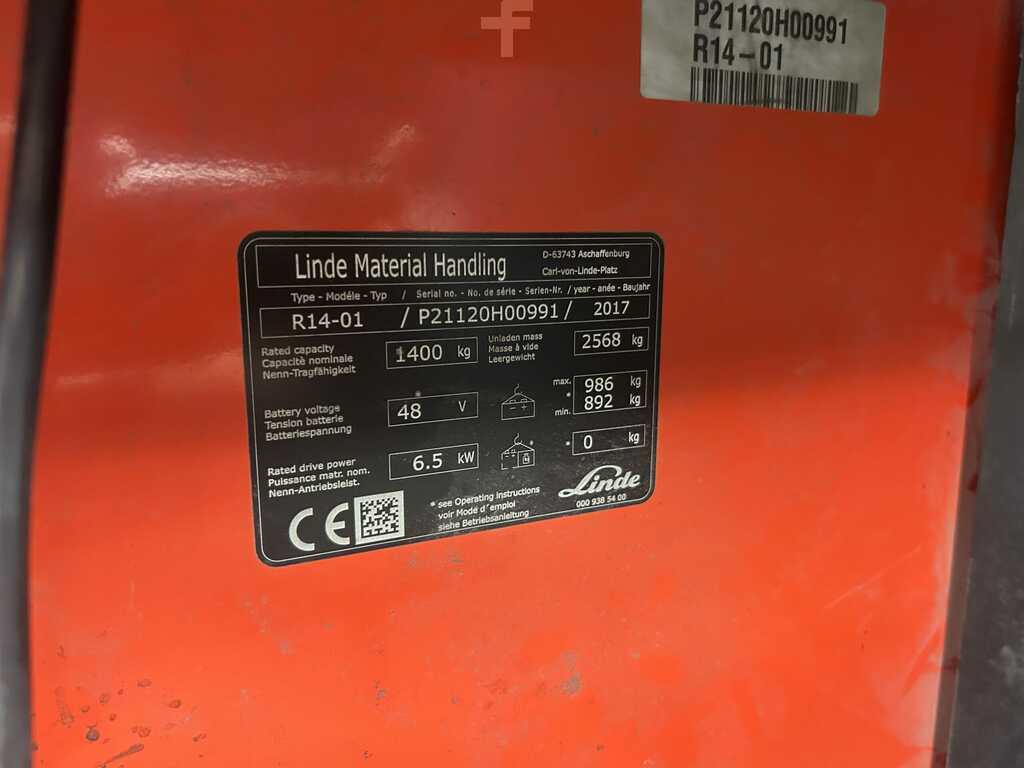 P21120H00991
R14-01
Linde Material Handling
D-63743 Aschaffenburg
Carl-von-Linde-Platz
Type - Modéle - Typ / Serial no. - No. de série - Serien-Nr. / year - anée - Baujahr
R14-01 / P21120H00991 / 2017
Rated capacity
Capacitè nominale
Nenn-Tragfähigkeit
*1400 kg
Unladen mass
Masse à vide
Leergewicht
2568 kg
Battery voltage
Tension batterie
Batteriespannung
*
48 V
- +
max. 986 kg
*
min. 892 kg
Rated drive power
Puissance matr. nom.
Nenn-Antriebsleist.
6.5 kW
*
* 0 kg
CE
* see Operating instructions
voir Mode d'emploi
siehe Betriebsanleitung
Linde
000 938 54 00